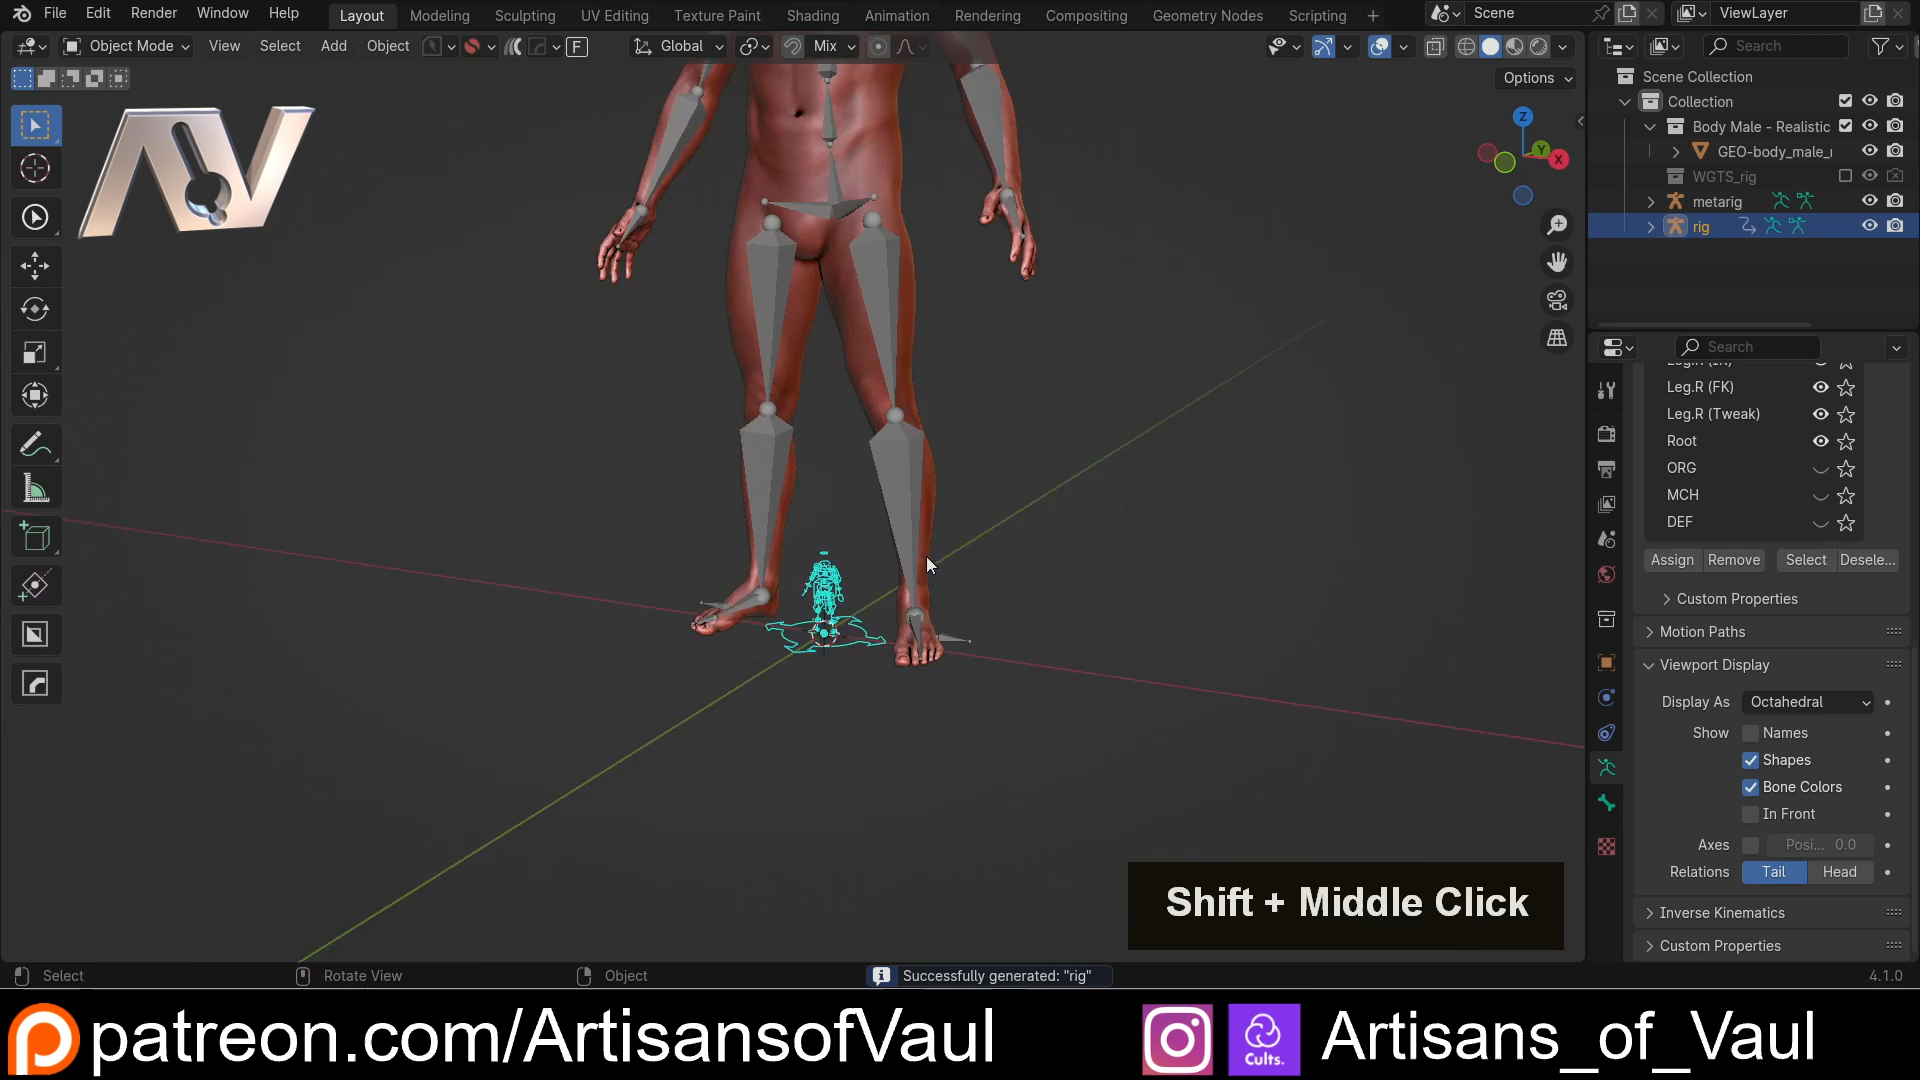 File Edit Render Window Help Layout Modeling Sculpting UV Editing Texture Paint Shading Animation Rendering Compositing Geometry Nodes Scripting + Scene ViewLayer
Object Mode View Select Add Object F Global Mix Search
Options
AV
Z
Y
X
Scene Collection
Collection
Body Male - Realistic
GEO-body_male_
WGTS_rig
metarig
rig
Search
Leg.R (IK)
Leg.R (FK)
Leg.R (Tweak)
Root
ORG
MCH
DEF
Assign Remove Select Desele...
Custom Properties
Motion Paths
Viewport Display
Display As Octahedral
Show Names
Shapes
Bone Colors
In Front
Axes Posi... 0.0
Relations Tail Head
Inverse Kinematics
Custom Properties
Shift + Middle Click
Select Rotate View Object Successfully generated: "rig" 4.1.0
patreon.com/ArtisansofVaul Cults. Artisans_of_Vaul